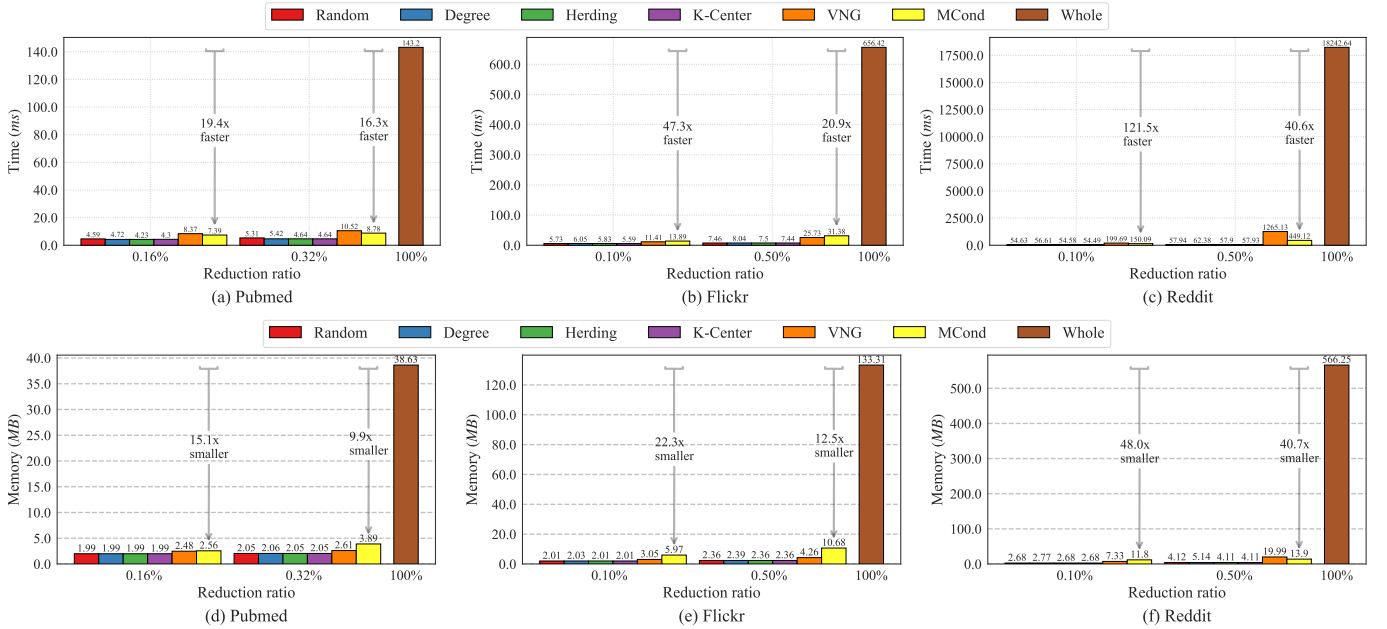 Random Degree Herding K-Center VNG MCond Whole
Time (ms)
140.0
120.0
100.0
80.0
60.0
40.0
20.0
0.0
143.2
19.4x
faster
16.3x
faster
4.59 4.72 4.23 4.3 8.37 7.39 5.31 5.42 4.64 4.64 10.52 8.78
0.16% 0.32% 100%
Reduction ratio
(a) Pubmed
Time (ms)
600.0
500.0
400.0
300.0
200.0
100.0
0.0
656.42
47.3x
faster
20.9x
faster
5.73 6.05 5.83 5.59 11.41 13.89 7.46 8.04 7.5 7.44 25.73 31.38
0.10% 0.50% 100%
Reduction ratio
(b) Flickr
Time (ms)
17500.0
15000.0
12500.0
10000.0
7500.0
5000.0
2500.0
0.0
18242.64
121.5x
faster
40.6x
faster
54.63 56.61 54.58 54.49 199.69 150.09 57.94 62.38 57.9 57.93 1265.13 449.12
0.10% 0.50% 100%
Reduction ratio
(c) Reddit
Random Degree Herding K-Center VNG MCond Whole
Memory (MB)
40.0
35.0
30.0
25.0
20.0
15.0
10.0
5.0
0.0
38.63
15.1x
smaller
9.9x
smaller
1.99 1.99 1.99 1.99 2.48 2.56 2.05 2.06 2.05 2.05 2.61 3.89
0.16% 0.32% 100%
Reduction ratio
(d) Pubmed
Memory (MB)
120.0
100.0
80.0
60.0
40.0
20.0
0.0
133.31
22.3x
smaller
12.5x
smaller
2.01 2.03 2.01 2.01 3.05 5.97 2.36 2.39 2.36 2.36 4.26 10.68
0.10% 0.50% 100%
Reduction ratio
(e) Flickr
Memory (MB)
500.0
400.0
300.0
200.0
100.0
0.0
566.25
48.0x
smaller
40.7x
smaller
2.68 2.77 2.68 2.68 7.33 11.8 4.12 5.14 4.11 4.11 19.99 13.9
0.10% 0.50% 100%
Reduction ratio
(f) Reddit